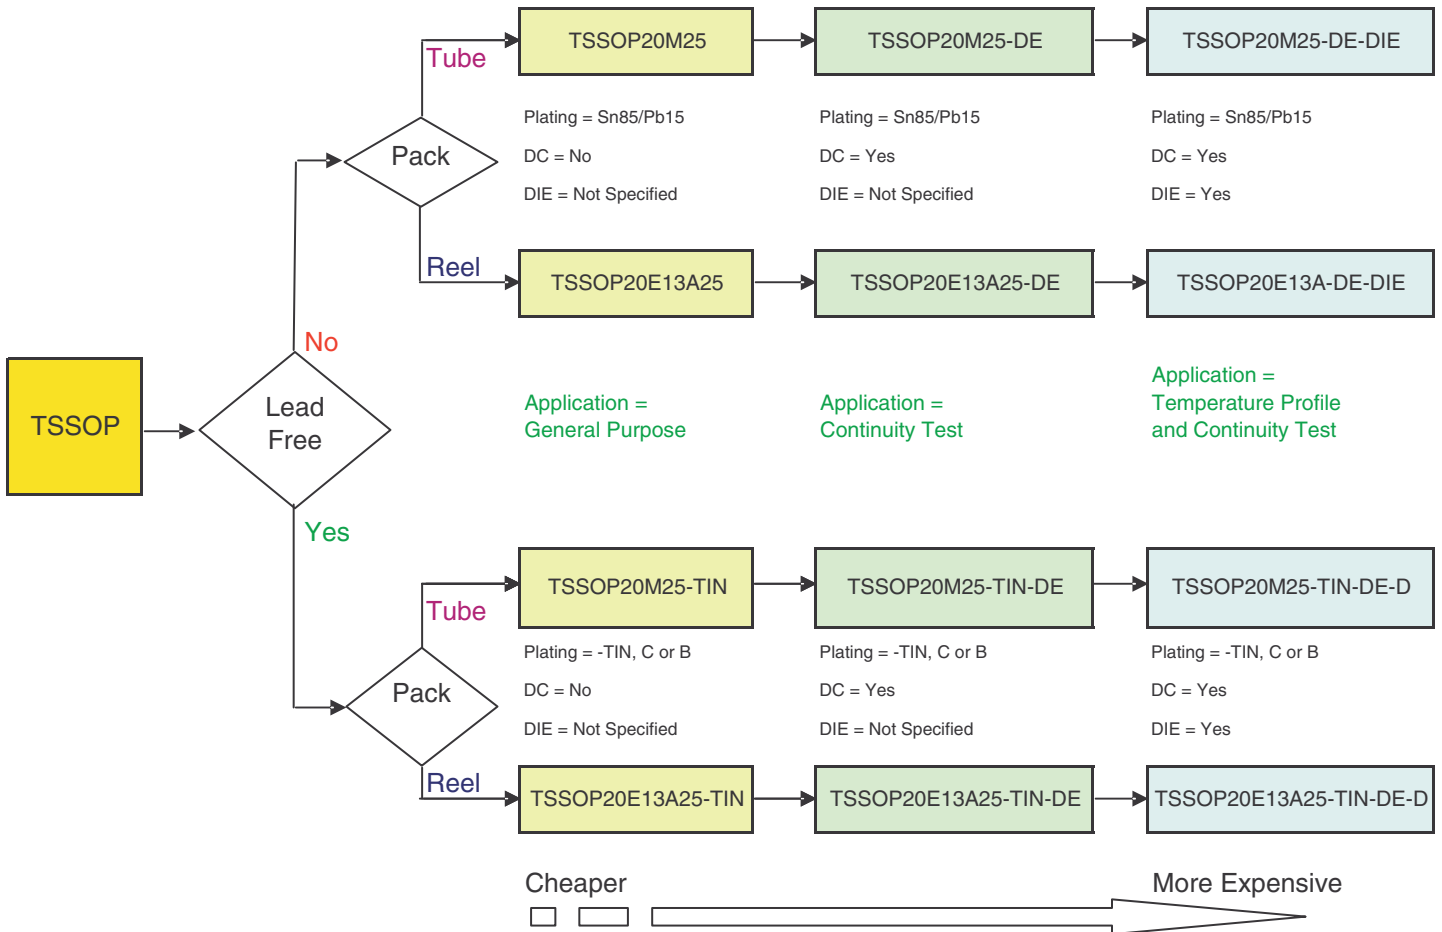 TSSOP20M25
TSSOP20M25-DE
TSSOP20M25-DE-DIE
Tube
Plating = Sn85/Pb15
Plating = Sn85/Pb15
Plating = Sn85/Pb15
Pack
DC = No
DC = Yes
DC = Yes
DIE = Not Specified
DIE = Not Specified
DIE = Yes
Reel
TSSOP20E13A25
TSSOP20E13A25-DE
TSSOP20E13A-DE-DIE
No
TSSOP
Lead
Free
Application =
General Purpose
Application =
Continuity Test
Application =
Temperature Profile
and Continuity Test
Yes
TSSOP20M25-TIN
TSSOP20M25-TIN-DE
TSSOP20M25-TIN-DE-D
Tube
Plating = -TIN, C or B
Plating = -TIN, C or B
Plating = -TIN, C or B
Pack
DC = No
DC = Yes
DC = Yes
DIE = Not Specified
DIE = Not Specified
DIE = Yes
Reel
TSSOP20E13A25-TIN
TSSOP20E13A25-TIN-DE
TSSOP20E13A25-TIN-DE-D
Cheaper
More Expensive